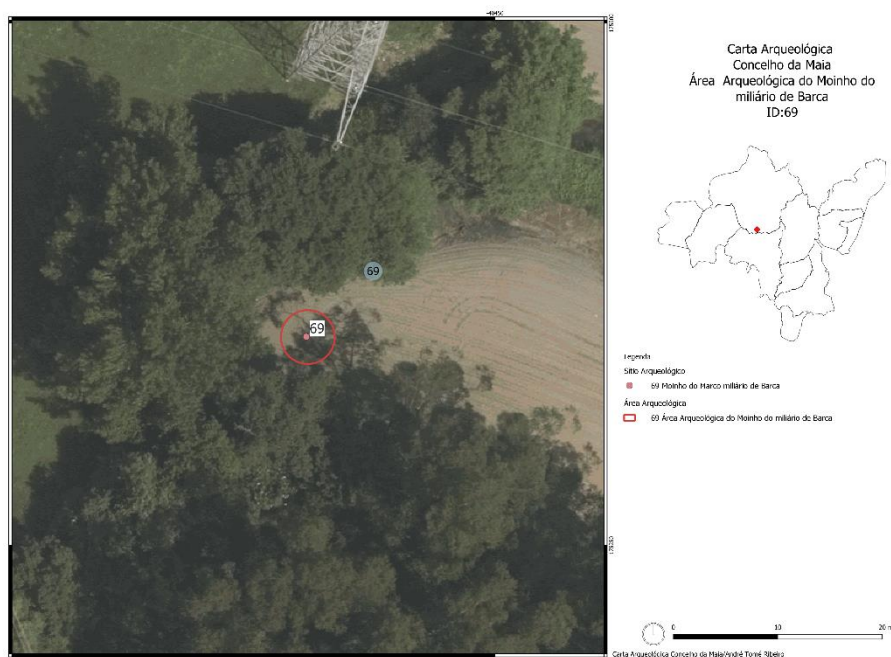 Carta Arqueológica
Concelho da Maia
Área Arqueológica do Moinho do
miliário de Barca
ID:69
69
69
Legenda
Sítio Arqueológico
69 Moinho do Marco miliário de Barca
Área Arqueológica
69 Área Arqueológica do Moinho do miliário de Barca
0
10
20 m
Carta Arqueológica Concelho da Maia/André Tomé Ribeiro